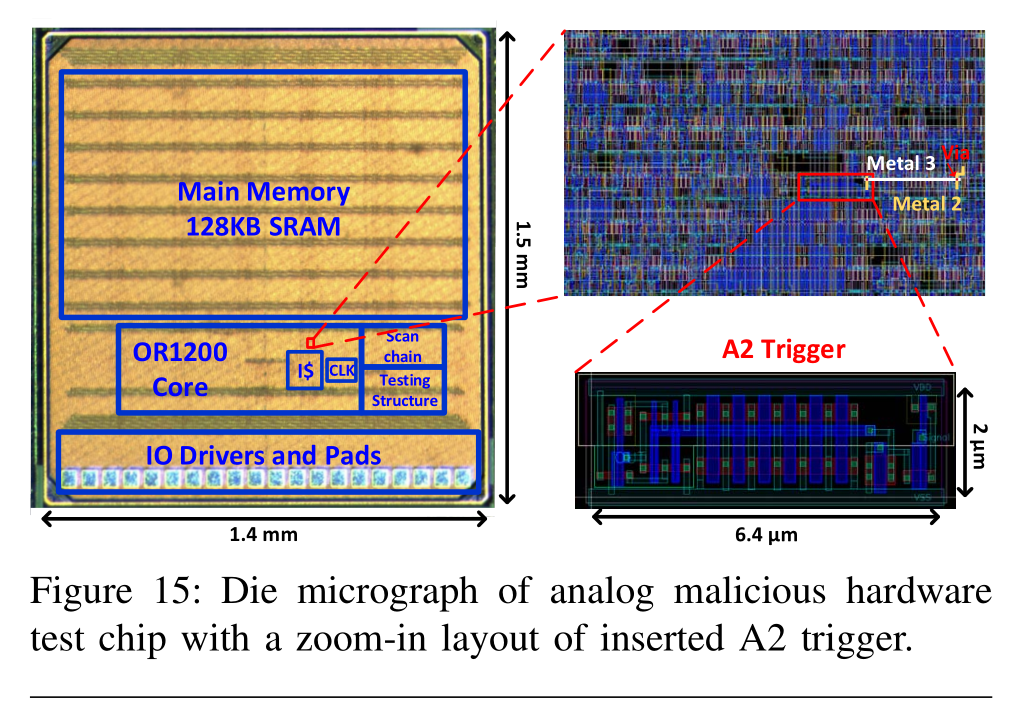 Main Memory
128KB SRAM
OR1200
Core
I$
CLK
Scan
chain
Testing
Structure
IO Drivers and Pads
1.5 mm
1.4 mm
Metal 3
Via
Metal 2
A2 Trigger
VDD
VSS
2 µm
6.4 µm
Figure 15: Die micrograph of analog malicious hardware
test chip with a zoom-in layout of inserted A2 trigger.